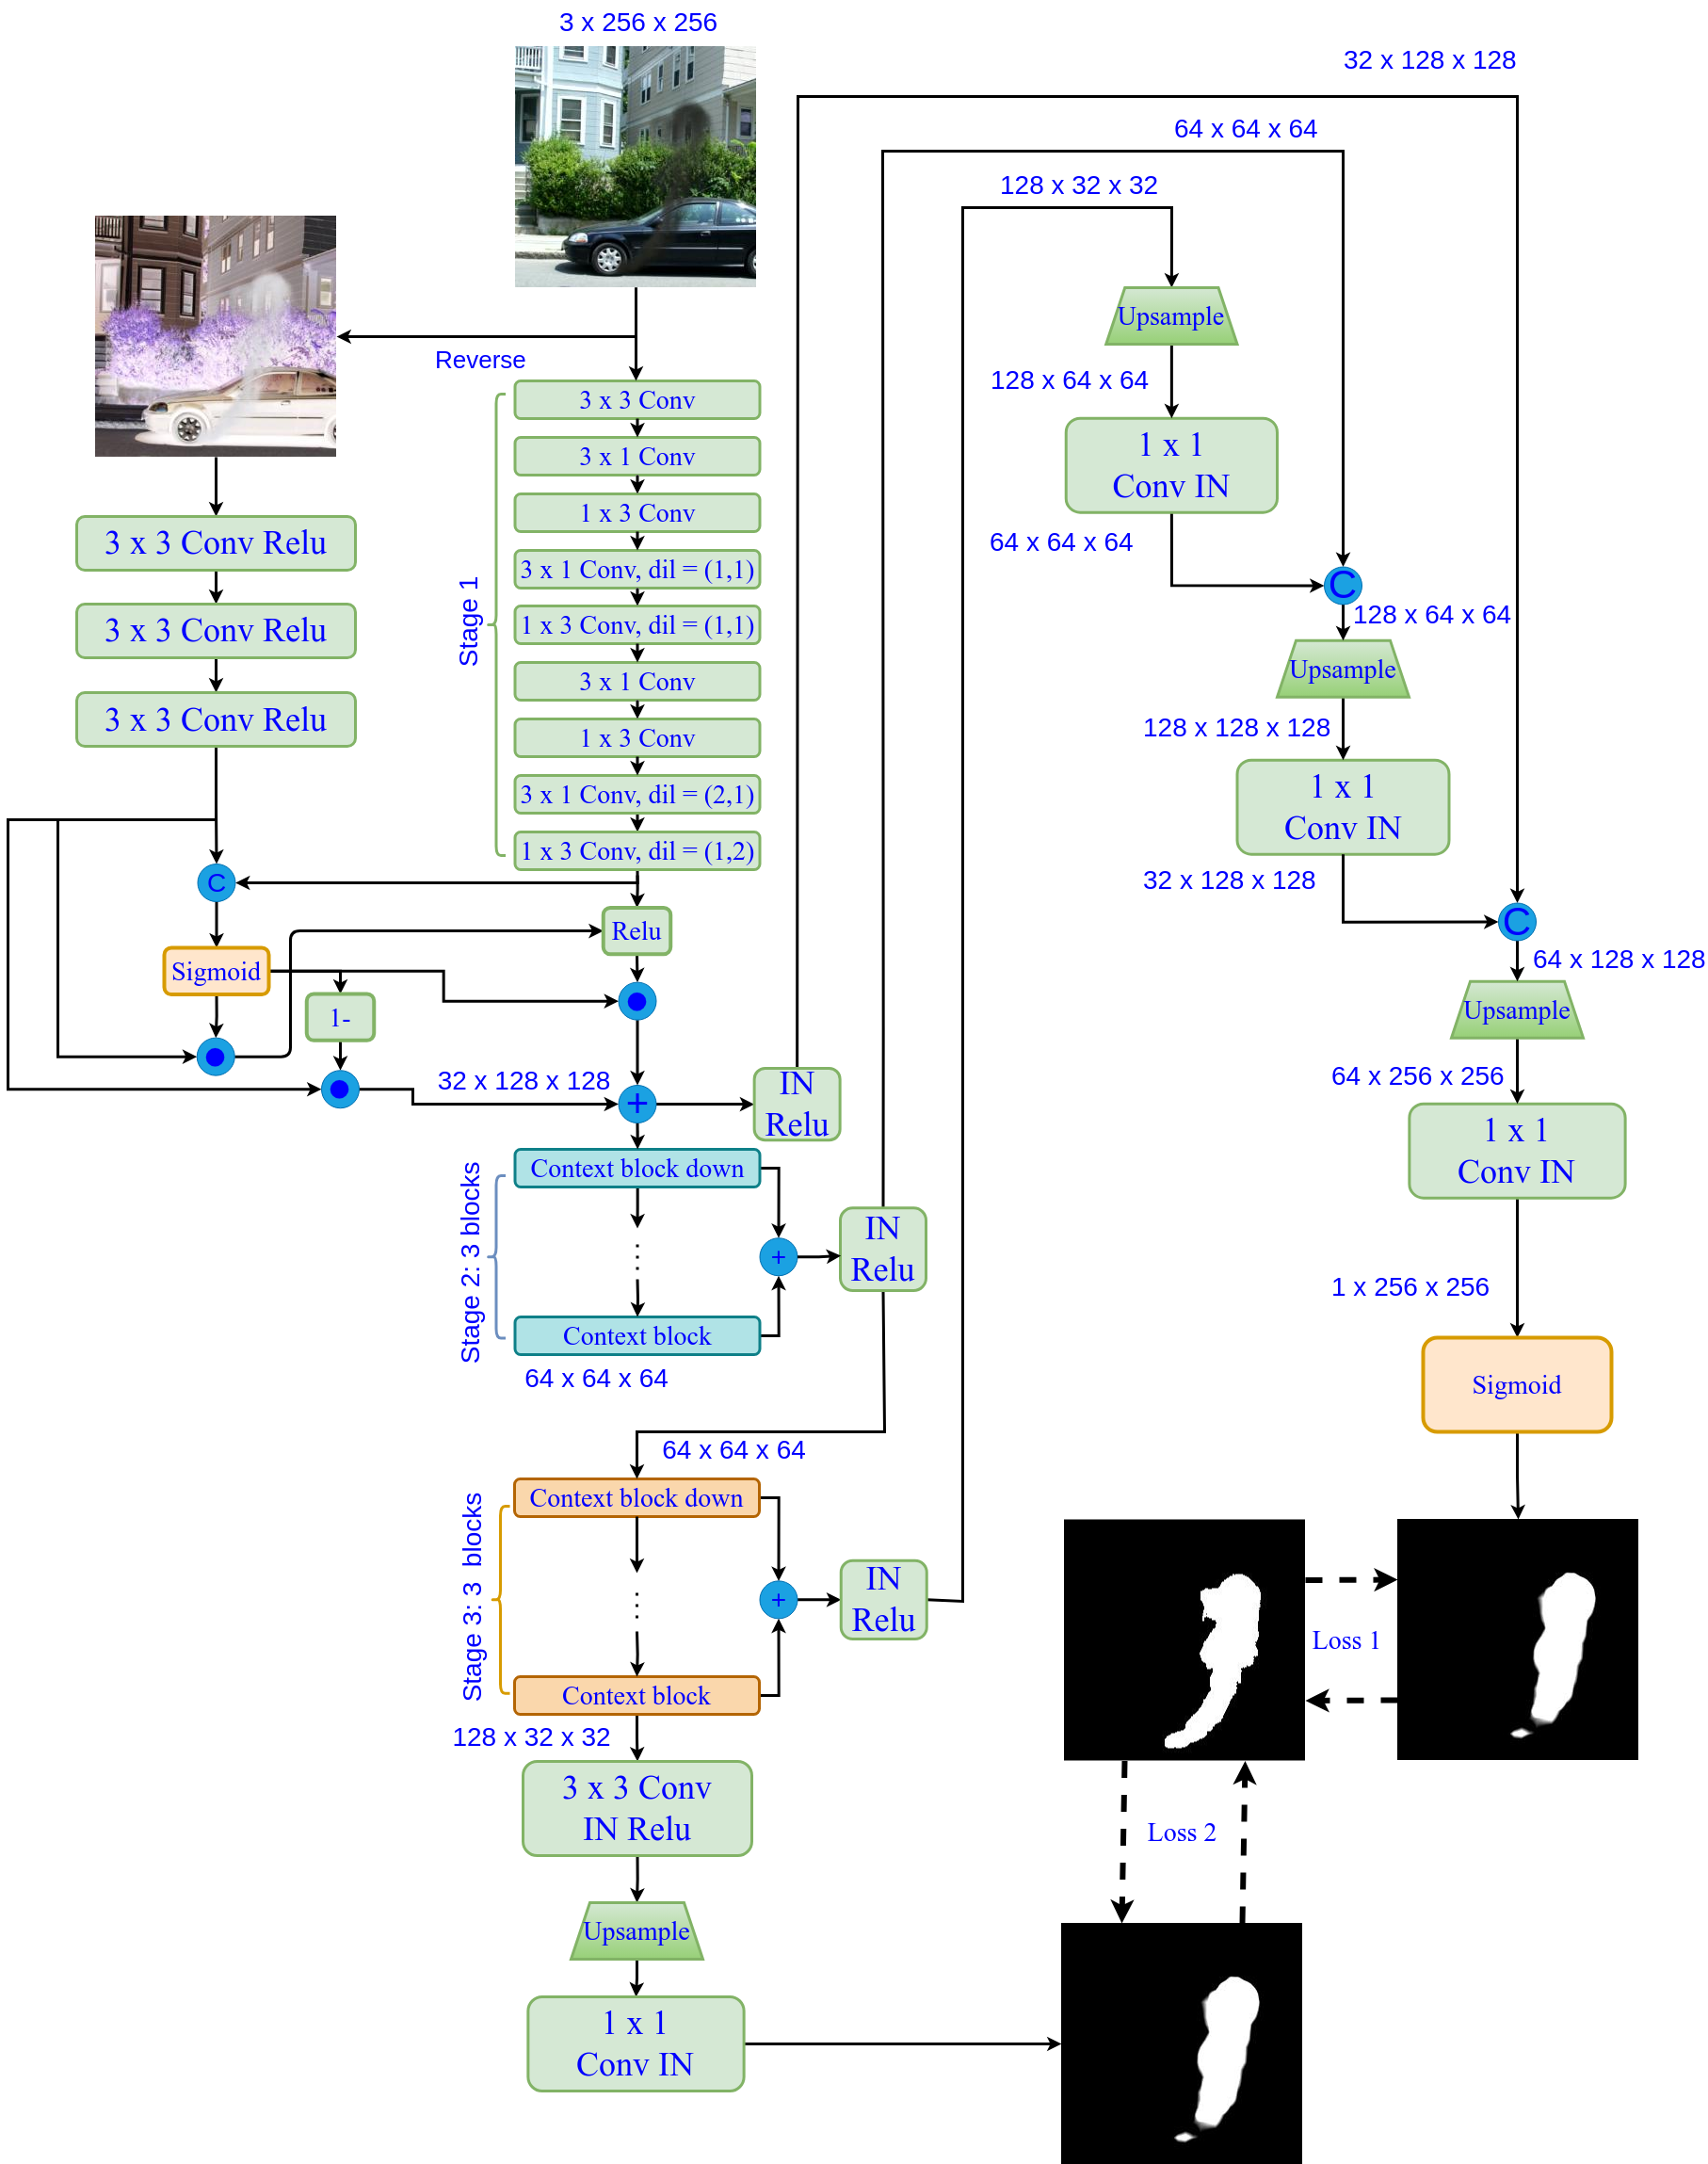 3 x 256 x 256
Reverse
3 x 3 Conv Relu
3 x 3 Conv Relu
3 x 3 Conv Relu
C
Sigmoid
1-
Stage 1
3 x 3 Conv
3 x 1 Conv
1 x 3 Conv
3 x 1 Conv, dil = (1,1)
1 x 3 Conv, dil = (1,1)
3 x 1 Conv
1 x 3 Conv
3 x 1 Conv, dil = (2,1)
1 x 3 Conv, dil = (1,2)
Relu
32 x 128 x 128
+
IN
Relu
Stage 2: 3 blocks
Context block down
⋮
Context block
+
IN
Relu
64 x 64 x 64
64 x 64 x 64
Stage 3: 3 blocks
Context block down
⋮
Context block
+
IN
Relu
128 x 32 x 32
3 x 3 Conv
IN Relu
Upsample
1 x 1
Conv IN
32 x 128 x 128
64 x 64 x 64
128 x 32 x 32
Upsample
128 x 64 x 64
1 x 1
Conv IN
64 x 64 x 64
C
128 x 64 x 64
Upsample
128 x 128 x 128
1 x 1
Conv IN
32 x 128 x 128
C
64 x 128 x 128
Upsample
64 x 256 x 256
1 x 1
Conv IN
1 x 256 x 256
Sigmoid
Loss 1
Loss 2